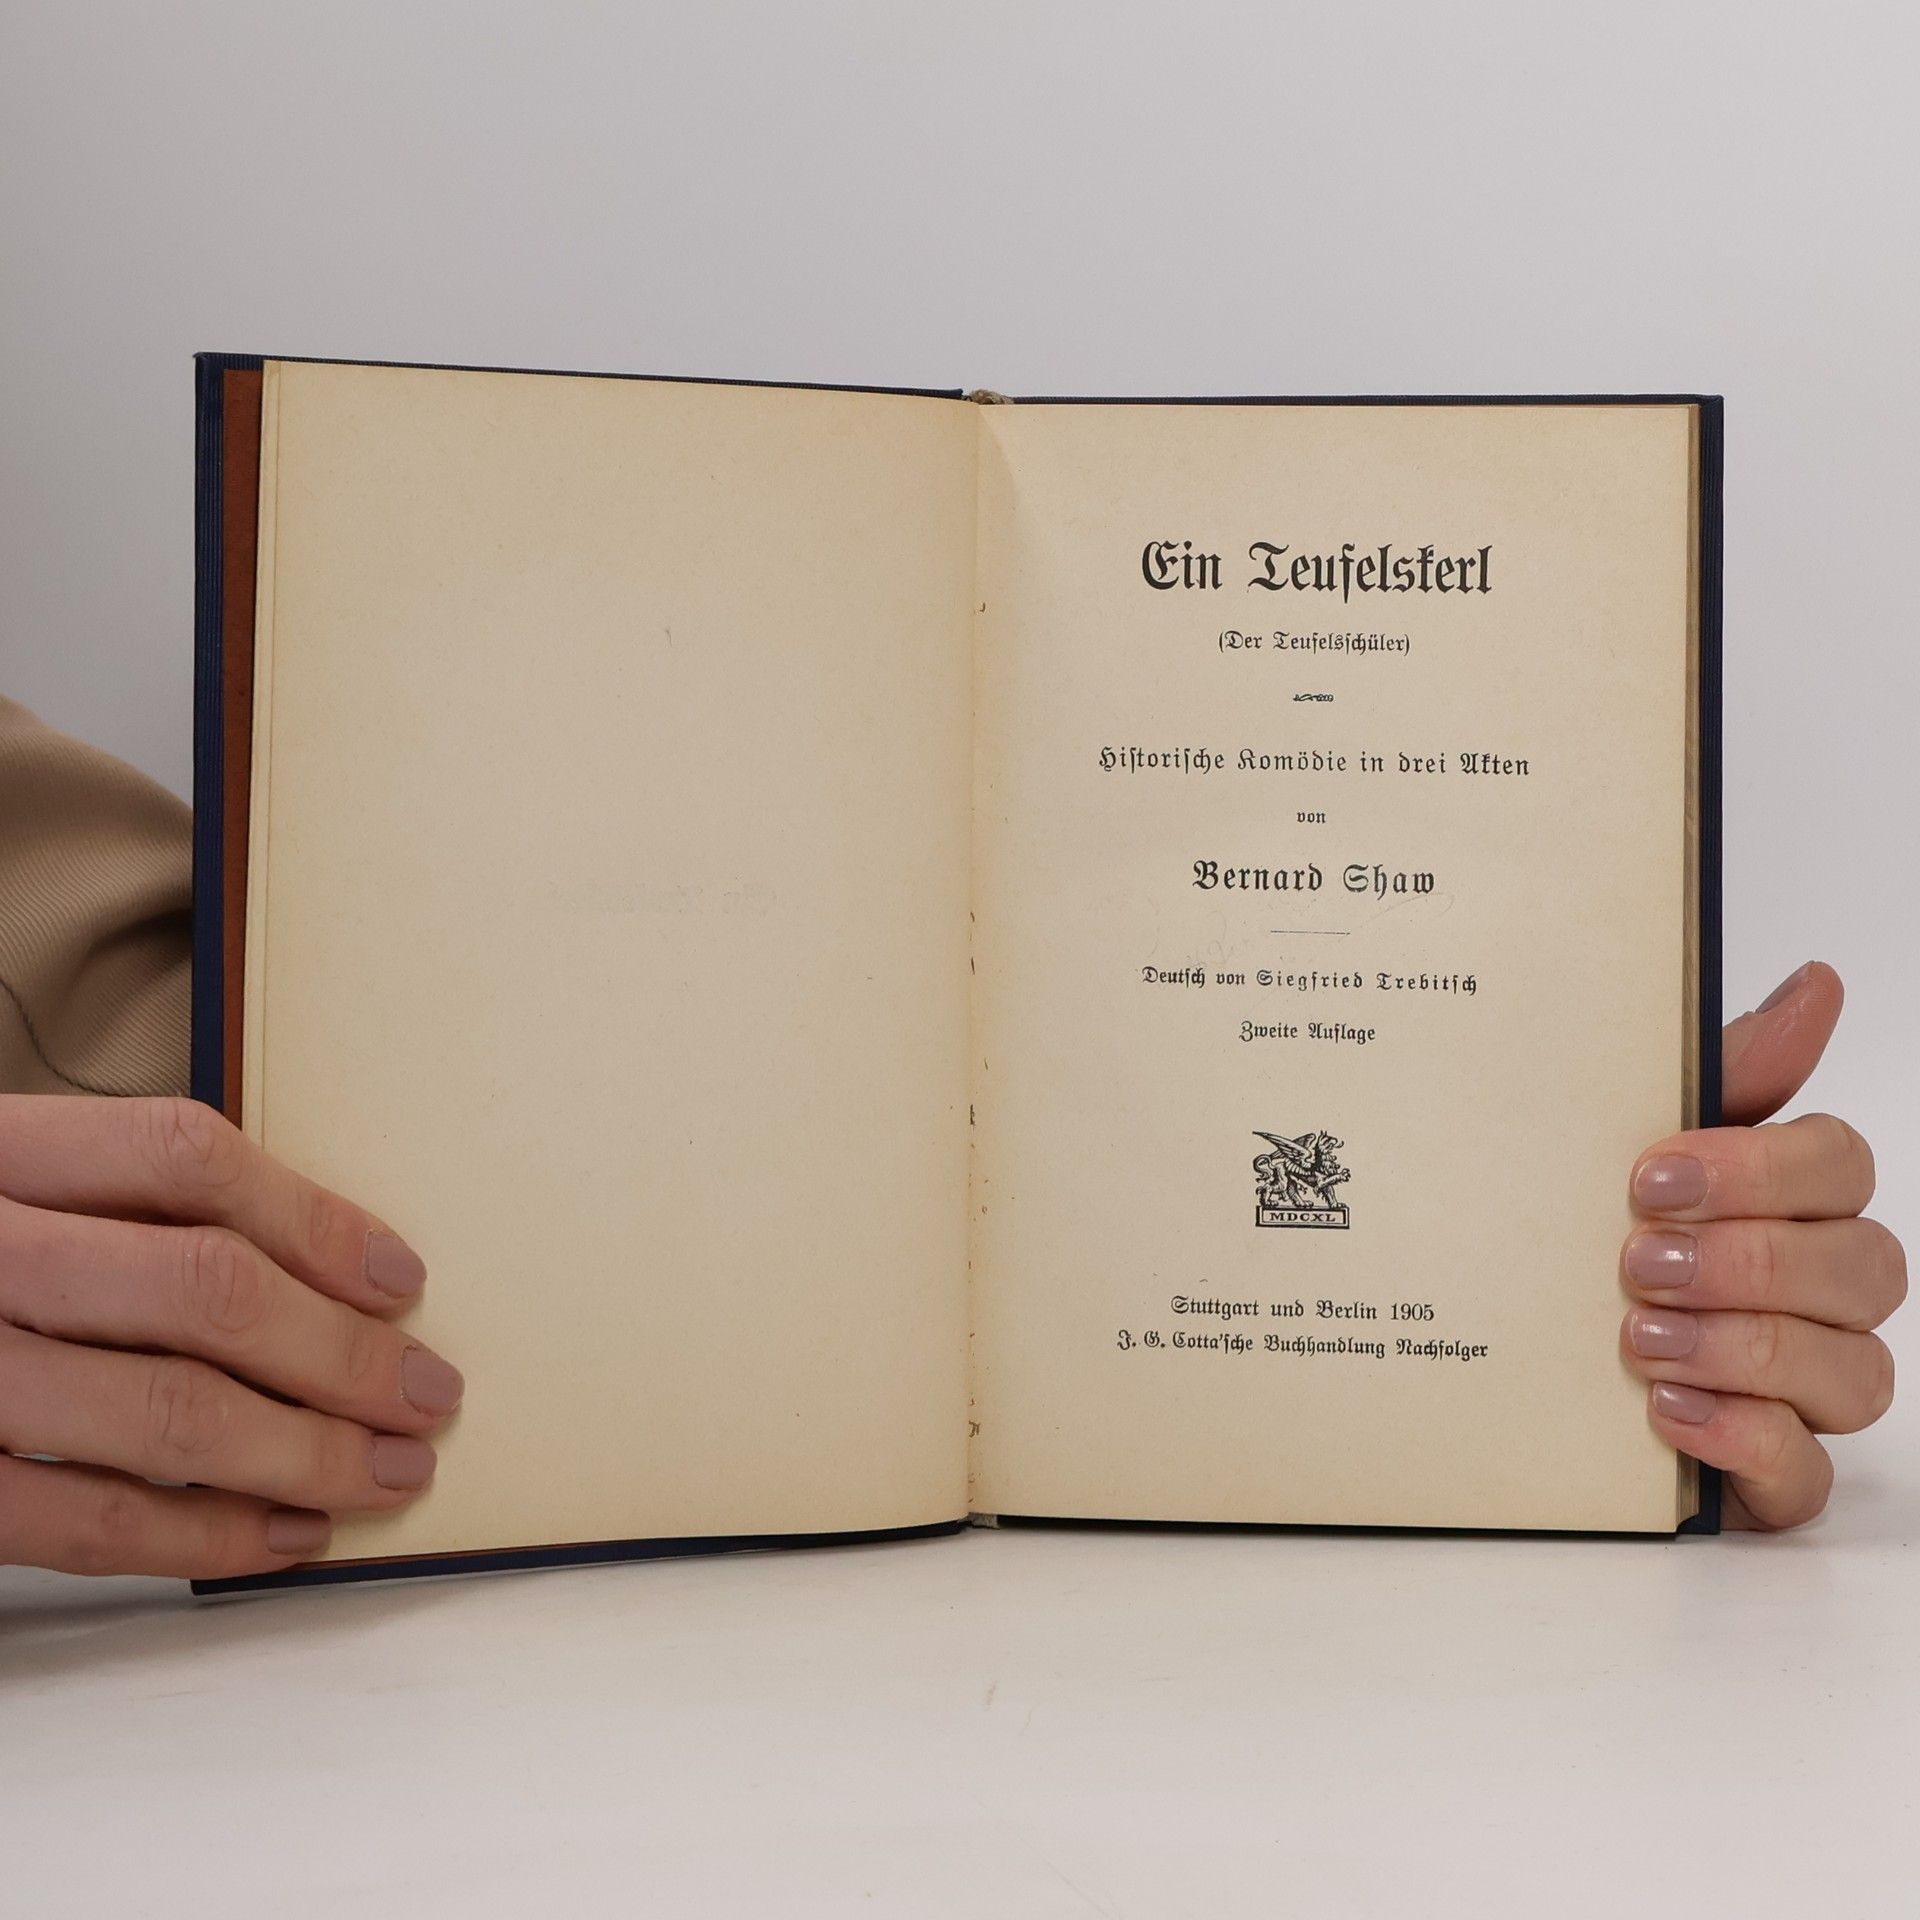 Ein Teufelskerl
(Der Teufelsschüler)
Historische Komödie in drei Akten
von
Bernard Shaw
Deutsch von Siegfried Trebitsch
Zweite Auflage
MDCXL
Stuttgart und Berlin 1905
J. G. Cotta'sche Buchhandlung Nachfolger